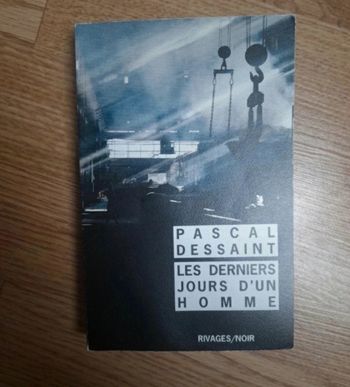 PASCAL
DESSAINT
LES DERNIERS
JOURS D'UN
HOMME
RIVAGES/NOIR